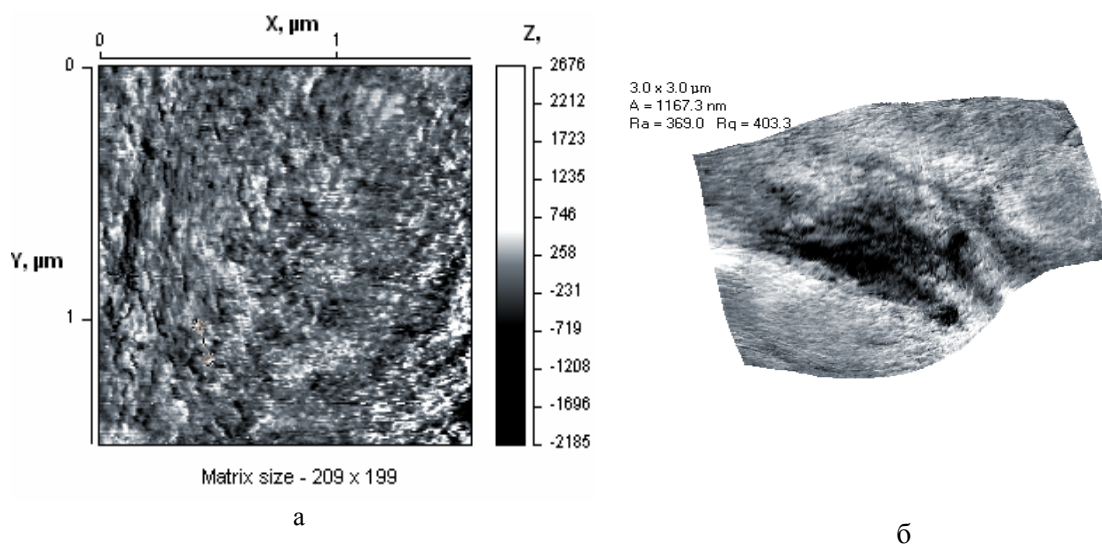 X, µm
0 1
Z,
0
1
Y, µm
2676
2212
1723
1235
746
258
-231
-719
-1208
-1696
-2185
Matrix size - 209 x 199
а
3.0 x 3.0 µm
A = 1167.3 nm
Ra = 369.0 Rq = 403.3
б